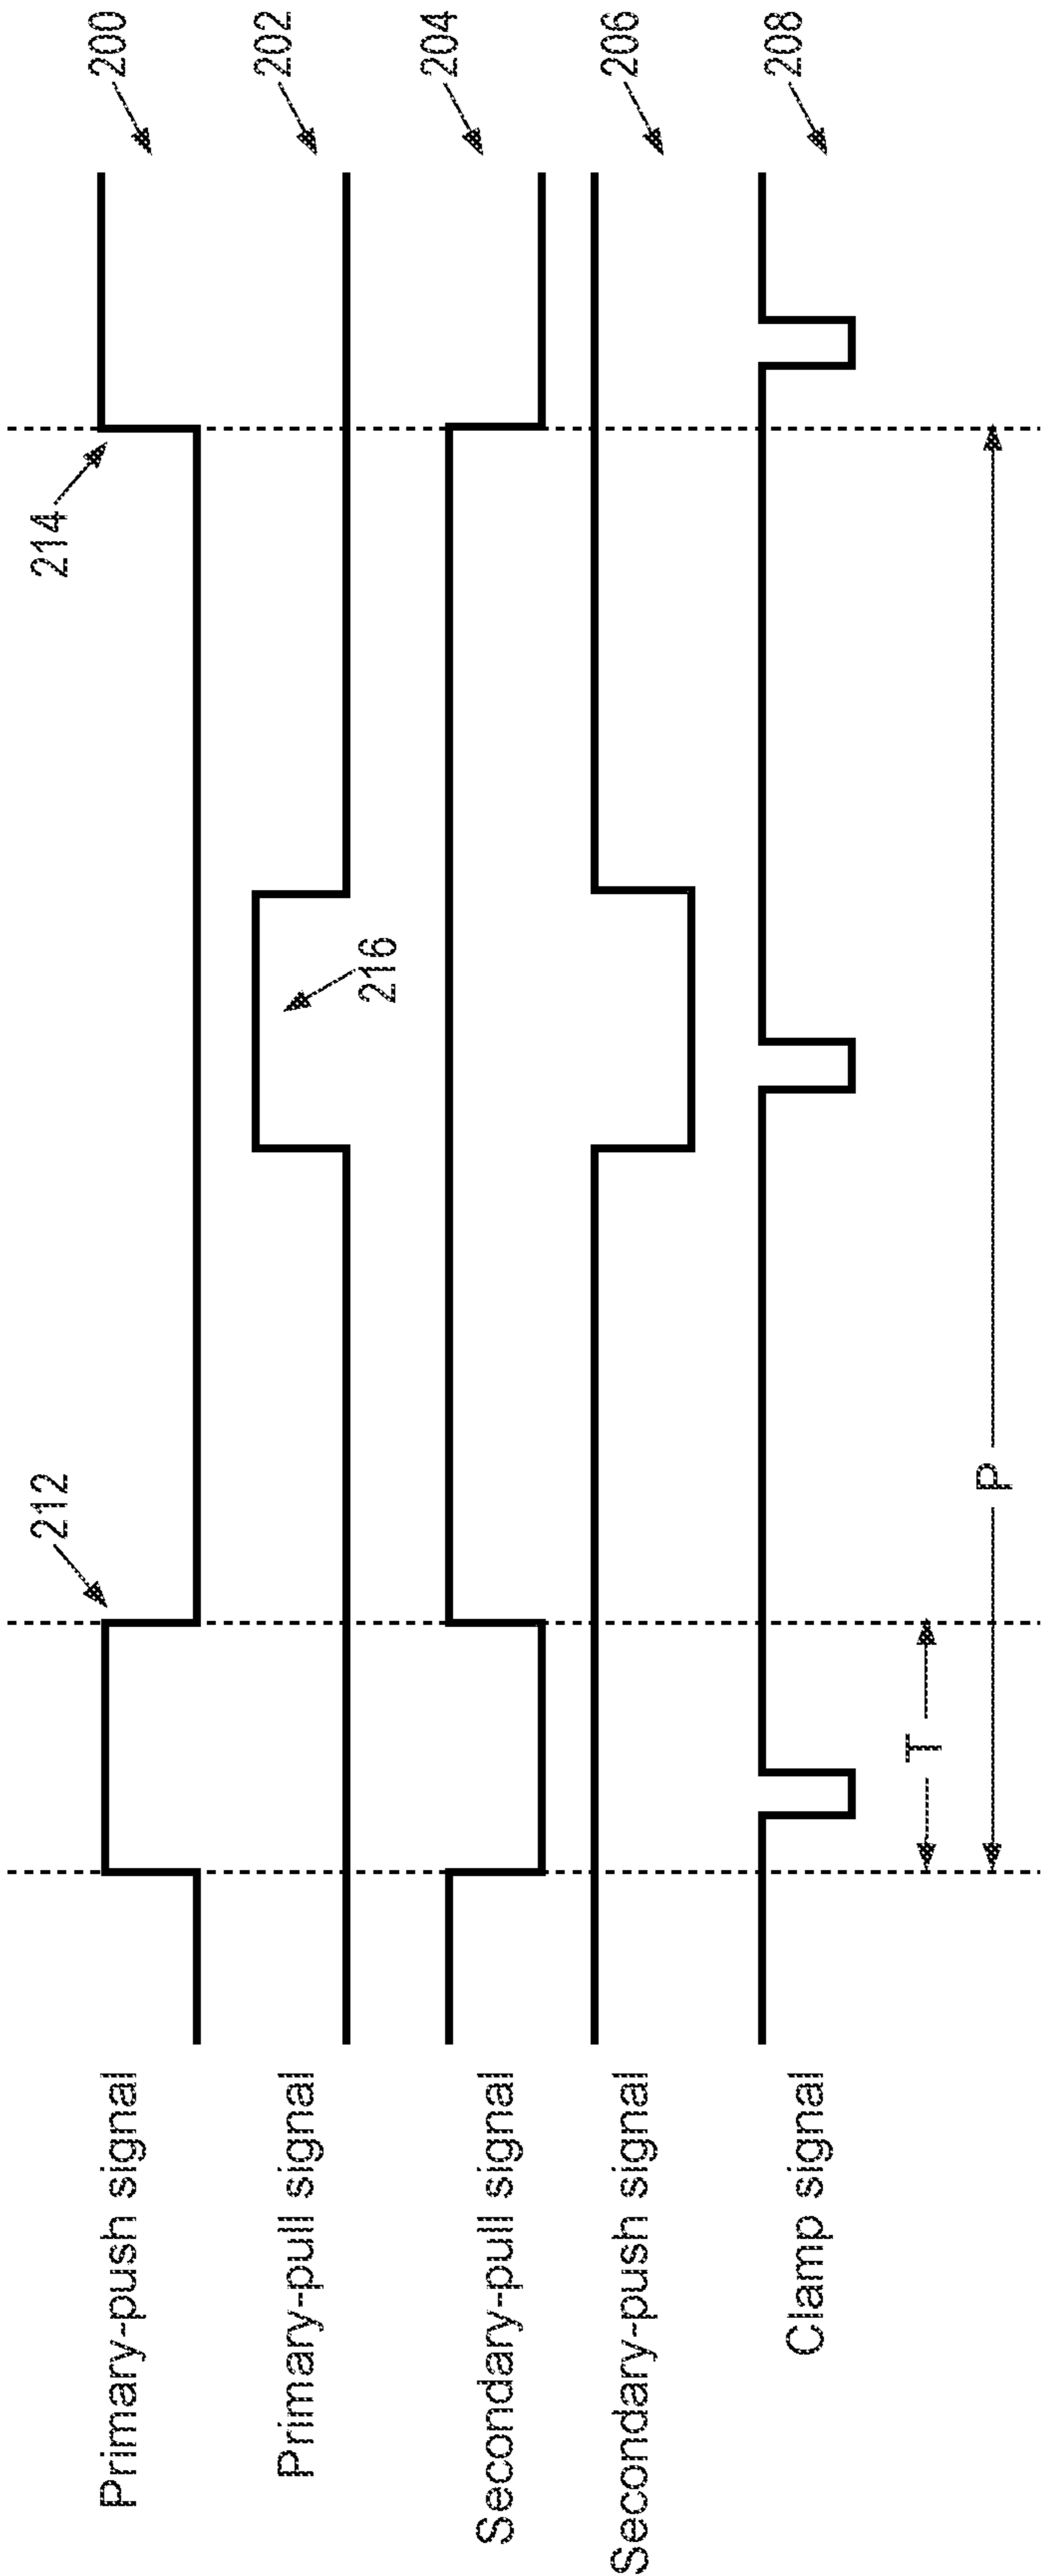 Primary-push signal
212
214
200
Primary-pull signal
216
202
Secondary-pull signal
204
Secondary-push signal
206
Clamp signal
208
T
P